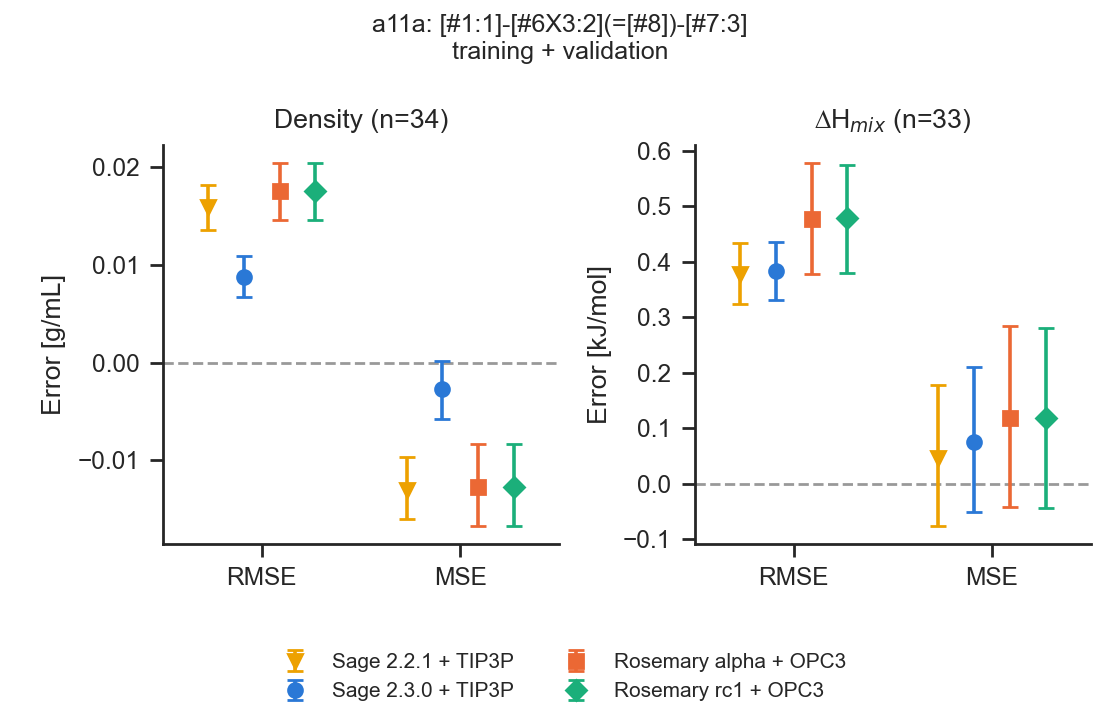 a11a: [#1:1]-[#6X3:2](=[#8])-[#7:3]
training + validation
Density (n=34)
0.02
0.01
0.00
−0.01
Error [g/mL]
RMSE
MSE
ΔHmix (n=33)
0.6
0.5
0.4
0.3
0.2
0.1
0.0
−0.1
Error [kJ/mol]
RMSE
MSE
Sage 2.2.1 + TIP3P
Sage 2.3.0 + TIP3P
Rosemary alpha + OPC3
Rosemary rc1 + OPC3